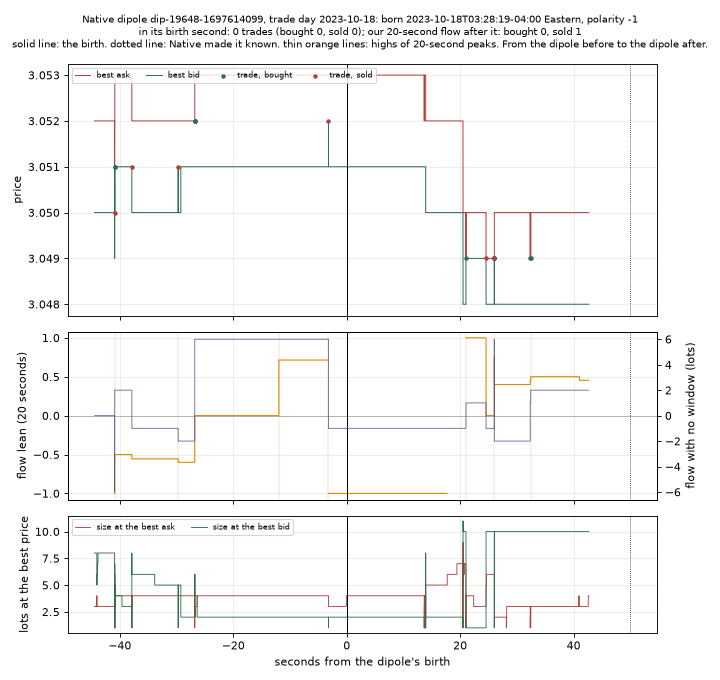 Native dipole dip-19648-1697614099, trade day 2023-10-18: born 2023-10-18T03:28:19-04:00 Eastern, polarity -1
in its birth second: 0 trades (bought 0, sold 0); our 20-second flow after it: bought 0, sold 1
solid line: the birth. dotted line: Native made it known. thin orange lines: highs of 20-second peaks. From the dipole before to the dipole after.
best ask best bid trade, bought trade, sold
3.053
3.052
3.051
3.050
3.049
3.048
price
1.0
0.5
0.0
−0.5
−1.0
flow lean (20 seconds)
6
4
2
0
−2
−4
−6
flow with no window (lots)
size at the best ask size at the best bid
10.0
7.5
5.0
2.5
lots at the best price
−40 −20 0 20 40
seconds from the dipole's birth